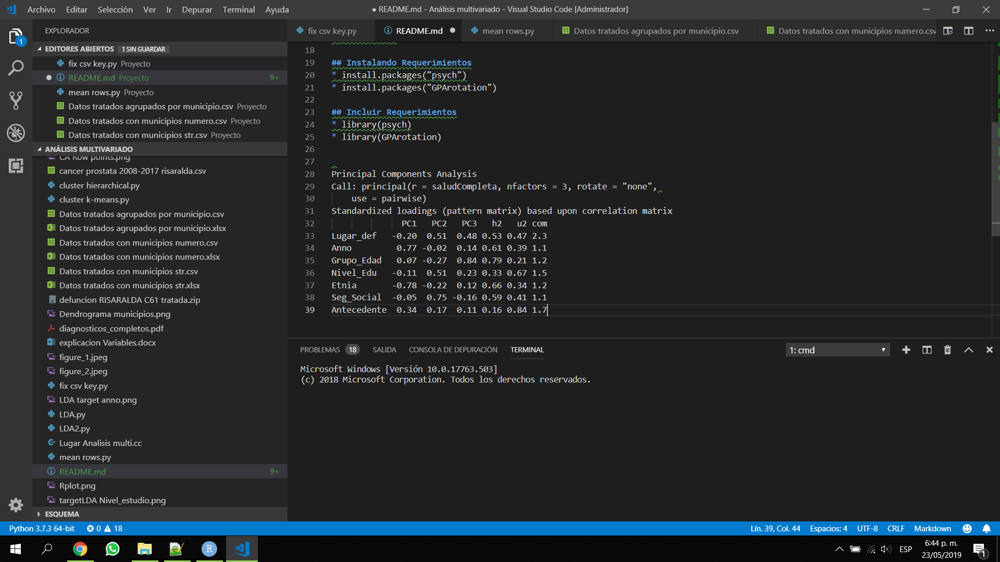 Archivo Editar Selección Ver Ir Depurar Terminal Ayuda
● README.md - Análisis multivariado - Visual Studio Code [Administrador]
EXPLORADOR
1
EDITORES ABIERTOS 1 SIN GUARDAR
fix csv key.py Proyecto
README.md Proyecto 9+
mean rows.py Proyecto
Datos tratados agrupados por municipio.csv Proyecto
Datos tratados con municipios numero.csv Proyecto
Datos tratados con municipios str.csv Proyecto
ANÁLISIS MULTIVARIADO
CA Row points.png
cancer prostata 2008-2017 risaralda.csv
cluster hierarchical.py
cluster k-means.py
Datos tratados agrupados por municipio.csv
Datos tratados agrupados por municipio.xlsx
Datos tratados con municipios numero.csv
Datos tratados con municipios numero.xlsx
Datos tratados con municipios str.csv
Datos tratados con municipios str.xlsx
defuncion RISARALDA C61 tratada.zip
Dendrograma municipios.png
diagnosticos_completos.pdf
explicacion Variables.docx
figure_1.jpeg
figure_2.jpeg
fix csv key.py
LDA target anno.png
LDA.py
LDA2.py
Lugar Analisis multi.cc
mean rows.py
README.md 9+
Rplot.png
targetLDA Nivel_estudio.png
ESQUEMA
fix csv key.py README.md mean rows.py Datos tratados agrupados por municipio.csv Datos tratados con municipios numero.csv
18
19 ## Instalando Requerimientos
20 * install.packages("psych")
21 * install.packages("GPArotation")
22
23 ## Incluir Requerimientos
24 * library(psych)
25 * library(GPArotation)
26
27
28 Principal Components Analysis
29 Call: principal(r = saludCompleta, nfactors = 3, rotate = "none",
30 use = pairwise)
31 Standardized loadings (pattern matrix) based upon correlation matrix
32 PC1 PC2 PC3 h2 u2 com
33 Lugar_def -0.20 0.51 0.48 0.53 0.47 2.3
34 Anno 0.77 -0.02 0.14 0.61 0.39 1.1
35 Grupo_Edad 0.07 -0.27 0.84 0.79 0.21 1.2
36 Nivel_Edu -0.11 0.51 0.23 0.33 0.67 1.5
37 Etnia -0.78 -0.22 0.12 0.66 0.34 1.2
38 Seg_Social -0.05 0.75 -0.16 0.59 0.41 1.1
39 Antecedente 0.34 0.17 0.11 0.16 0.84 1.7
PROBLEMAS 18 SALIDA CONSOLA DE DEPURACIÓN TERMINAL 1: cmd
Microsoft Windows [Versión 10.0.17763.503]
(c) 2018 Microsoft Corporation. Todos los derechos reservados.
Python 3.7.3 64-bit 0 18 Lín. 39, Col. 44 Espacios: 4 UTF-8 CRLF Markdown
R ESP 6:44 p. m. 1
23/05/2019